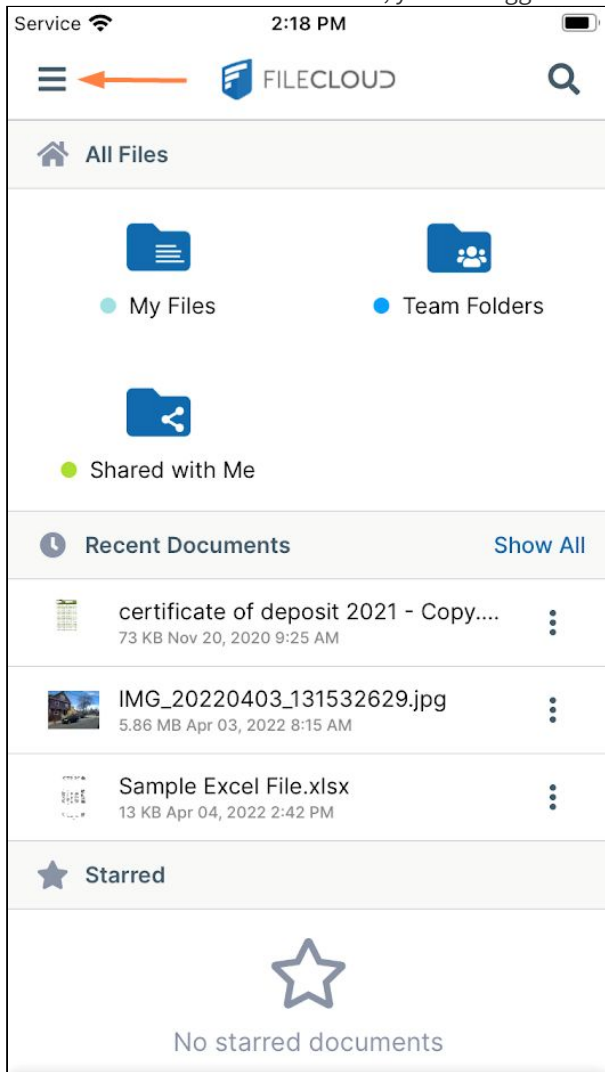 Service 2:18 PM
FILECLOUD
All Files
My Files Team Folders
Shared with Me
Recent Documents Show All
certificate of deposit 2021 - Copy....
73 KB Nov 20, 2020 9:25 AM
IMG_20220403_131532629.jpg
5.86 MB Apr 03, 2022 8:15 AM
Sample Excel File.xlsx
13 KB Apr 04, 2022 2:42 PM
Starred
No starred documents